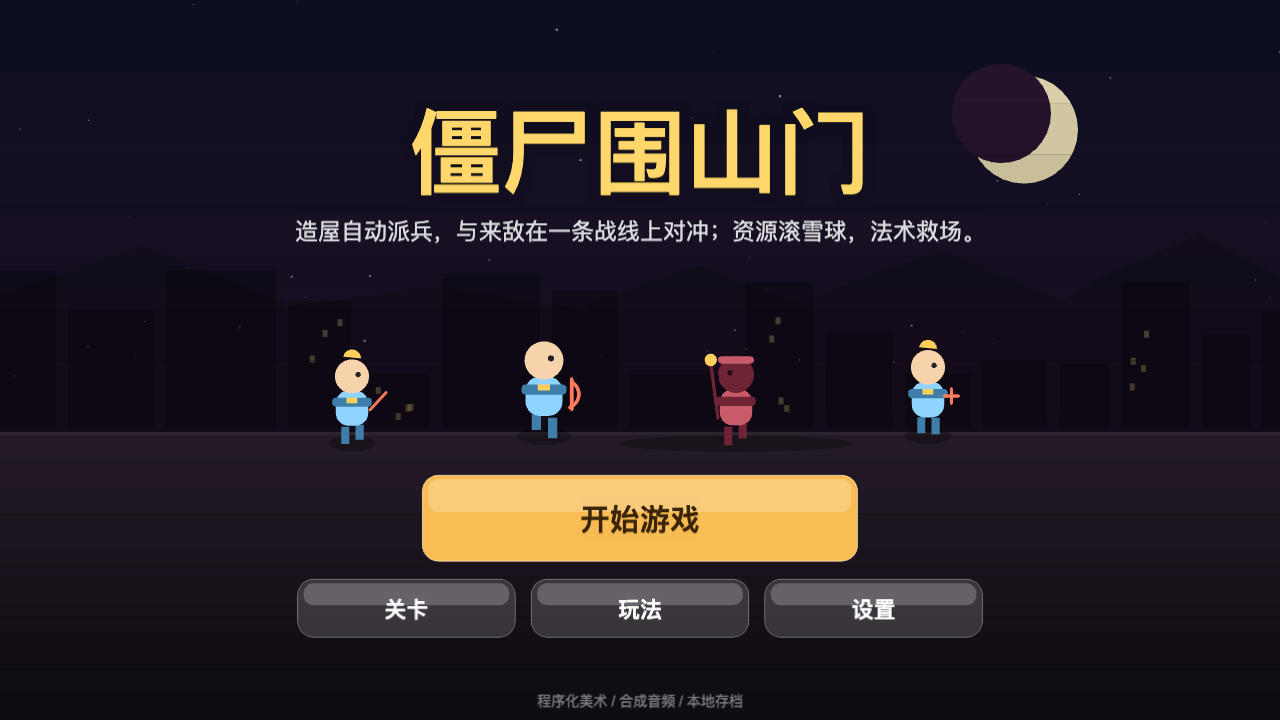 僵尸围山门
造屋自动派兵，与来敌在一条战线上对冲；资源滚雪球，法术救场。
开始游戏
关卡
玩法
设置
程序化美术 / 合成音频 / 本地存档